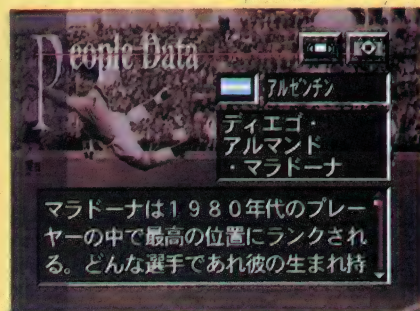 People Data
アルゼンチン
ディエゴ・
アルマンド
・マラドーナ
マラドーナは1980年代のプレー
ヤーの中で最高の位置にランクされ
る。どんな選手であれ彼の生まれ持